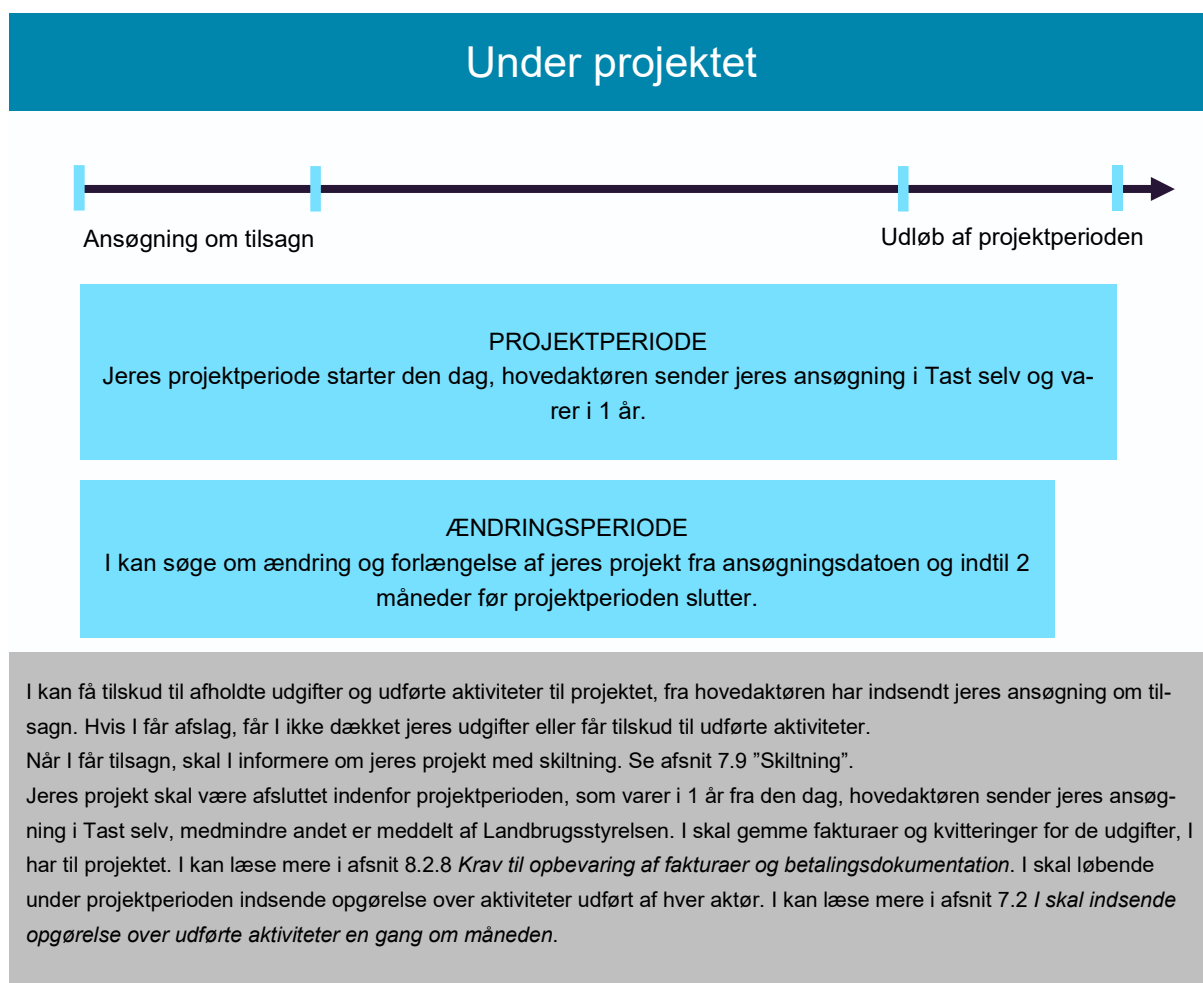 Under projektet
Ansøgning om tilsagn
Udløb af projektperioden
PROJEKTPERIODE
Jeres projektperiode starter den dag, hovedaktøren sender jeres ansøgning i Tast selv og va-
rer i 1 år.
ÆNDRINGSPERIODE
I kan søge om ændring og forlængelse af jeres projekt fra ansøgningsdatoen og indtil 2
måneder før projektperioden slutter.
I kan få tilskud til afholdte udgifter og udførte aktiviteter til projektet, fra hovedaktøren har indsendt jeres ansøgning om til-
sagn. Hvis I får afslag, får I ikke dækket jeres udgifter eller får tilskud til udførte aktiviteter.
Når I får tilsagn, skal I informere om jeres projekt med skiltning. Se afsnit 7.9 ”Skiltning”.
Jeres projekt skal være afsluttet indenfor projektperioden, som varer i 1 år fra den dag, hovedaktøren sender jeres ansøg-
ning i Tast selv, medmindre andet er meddelt af Landbrugsstyrelsen. I skal gemme fakturaer og kvitteringer for de udgifter, I
har til projektet. I kan læse mere i afsnit 8.2.8 Krav til opbevaring af fakturaer og betalingsdokumentation. I skal løbende
under projektperioden indsende opgørelse over aktiviteter udført af hver aktør. I kan læse mere i afsnit 7.2 I skal indsende
opgørelse over udførte aktiviteter en gang om måneden.